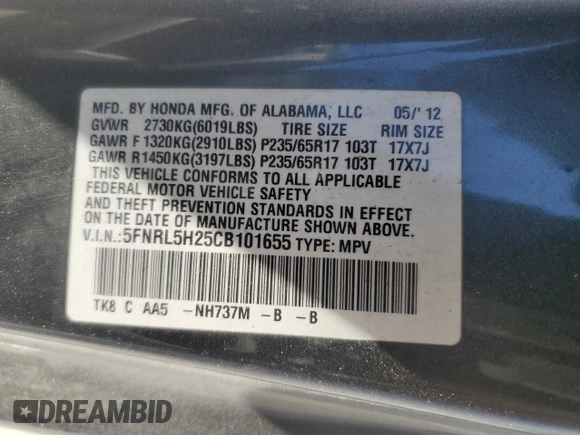 MFD. BY HONDA MFG. OF ALABAMA, LLC 05/' 12
GVWR 2730KG(6019LBS) TIRE SIZE RIM SIZE
GAWR F 1320KG(2910LBS) P235/65R17 103T 17X7J
GAWR R1450KG(3197LBS) P235/65R17 103T 17X7J
THIS VEHICLE CONFORMS TO ALL APPLICABLE
FEDERAL MOTOR VEHICLE SAFETY
AND THEFT PREVENTION STANDARDS IN EFFECT
ON THE DATE OF MANUFACTURE SHOWN ABOVE.
V.I.N.:5FNRL5H25CB101655 TYPE: MPV
TK8 C AA5 -NH737M -B -B
DREAMBID